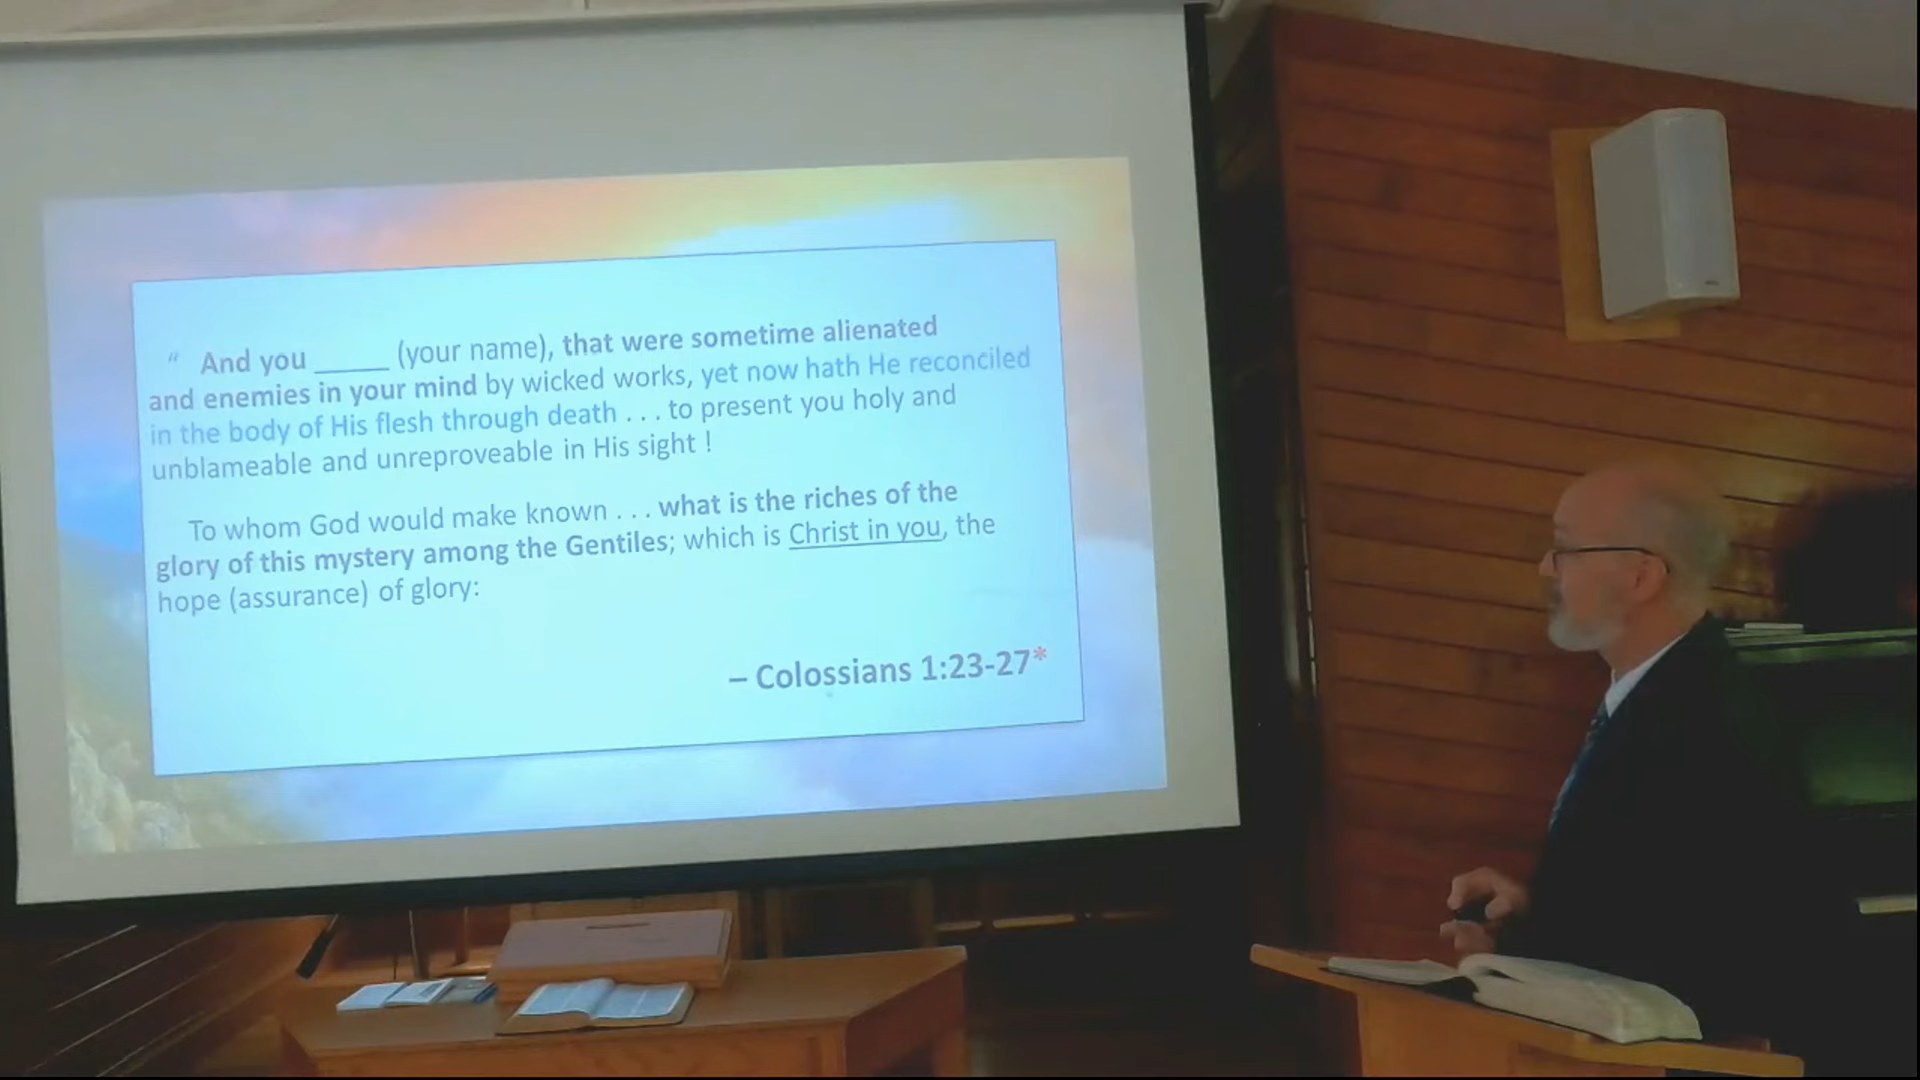 “ And you _____ (your name), that were sometime alienated
and enemies in your mind by wicked works, yet now hath He reconciled
in the body of His flesh through death . . . to present you holy and
unblameable and unreproveable in His sight !
To whom God would make known . . . what is the riches of the
glory of this mystery among the Gentiles; which is Christ in you, the
hope (assurance) of glory:
– Colossians 1:23-27*